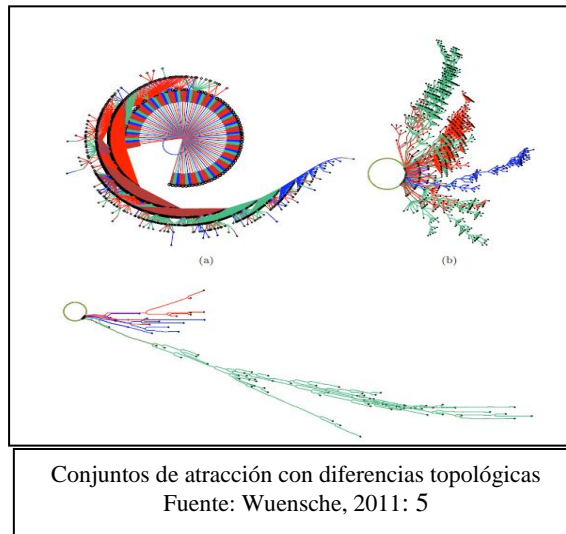 (a)
(b)
Conjuntos de atracción con diferencias topológicas
Fuente: Wuensche, 2011: 5